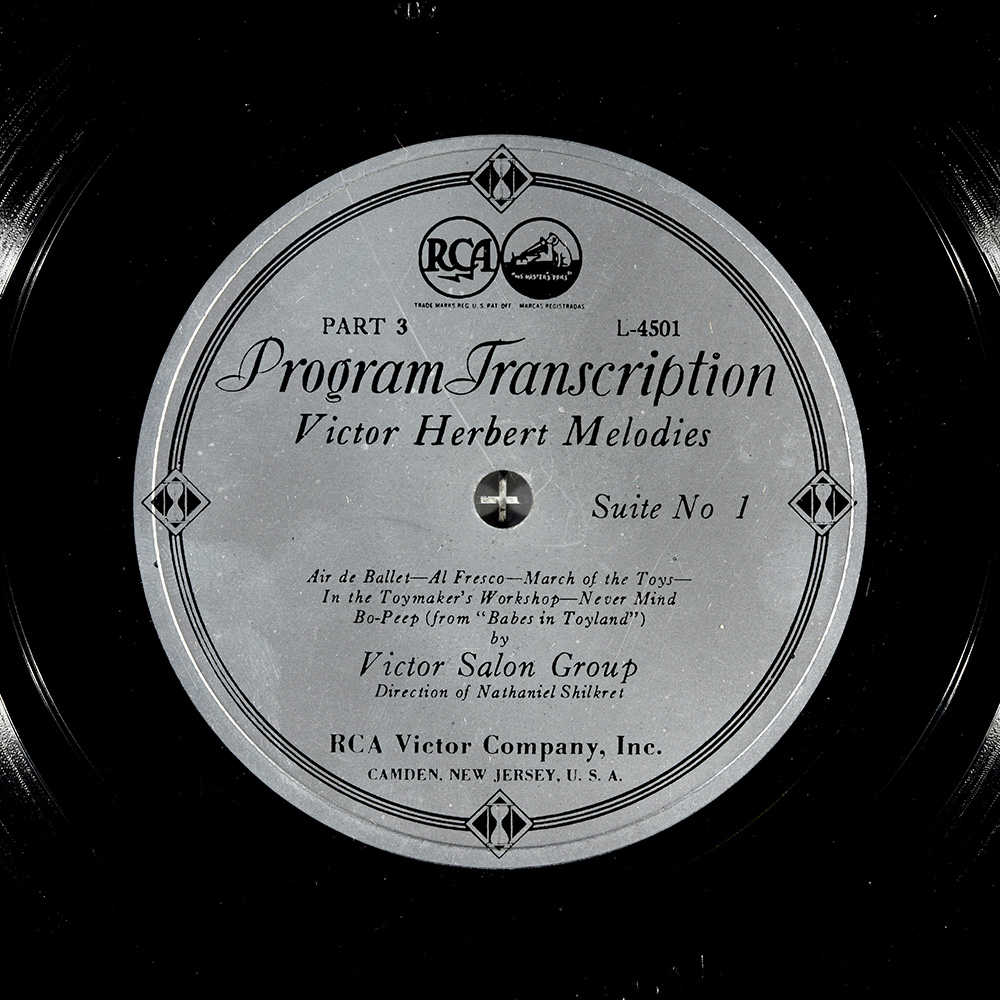 RCA
"HIS MASTER'S VOICE"
TRADE MARKS REG. U. S. PAT. OFF. MARCAS REGISTRADAS
PART 3 L-4501
Program Transcription
Victor Herbert Melodies
Suite No 1
Air de Ballet—Al Fresco—March of the Toys—
In the Toymaker's Workshop—Never Mind
Bo-Peep (from "Babes in Toyland")
by
Victor Salon Group
Direction of Nathaniel Shilkret
RCA Victor Company, Inc.
CAMDEN, NEW JERSEY, U. S. A.